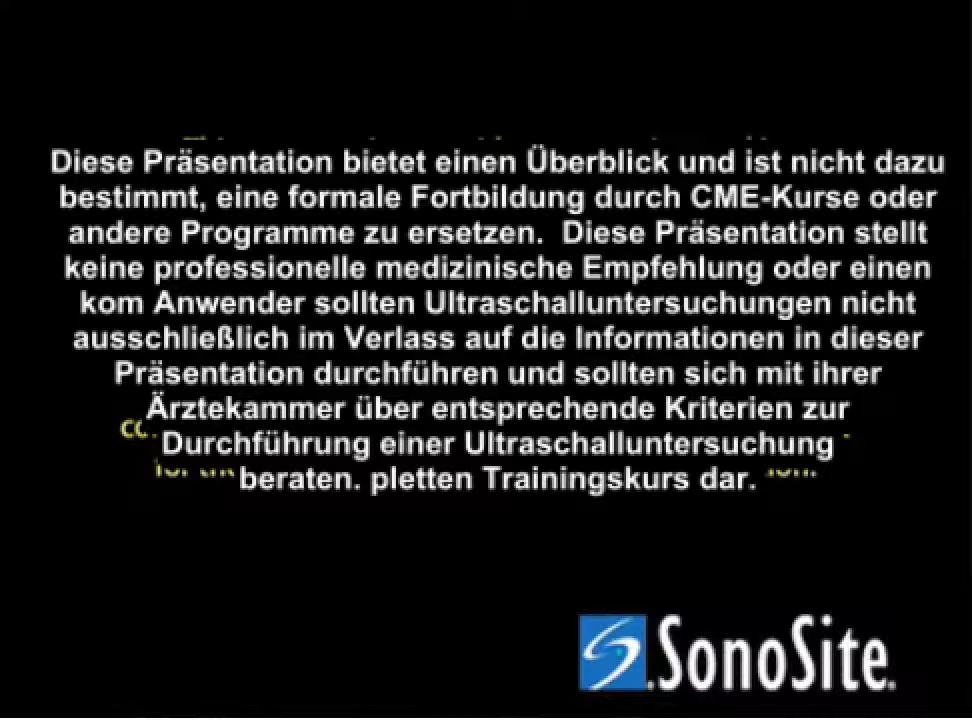 Diese Präsentation bietet einen Überblick und ist nicht dazu
bestimmt, eine formale Fortbildung durch CME-Kurse oder
andere Programme zu ersetzen.  Diese Präsentation stellt
keine professionelle medizinische Empfehlung oder einen
kom Anwender sollten Ultraschalluntersuchungen nicht
ausschließlich im Verlass auf die Informationen in dieser
Präsentation durchführen und sollten sich mit ihrer
Ärztekammer über entsprechende Kriterien zur
Durchführung einer Ultraschalluntersuchung
beraten. pletten Trainingskurs dar.
SonoSite